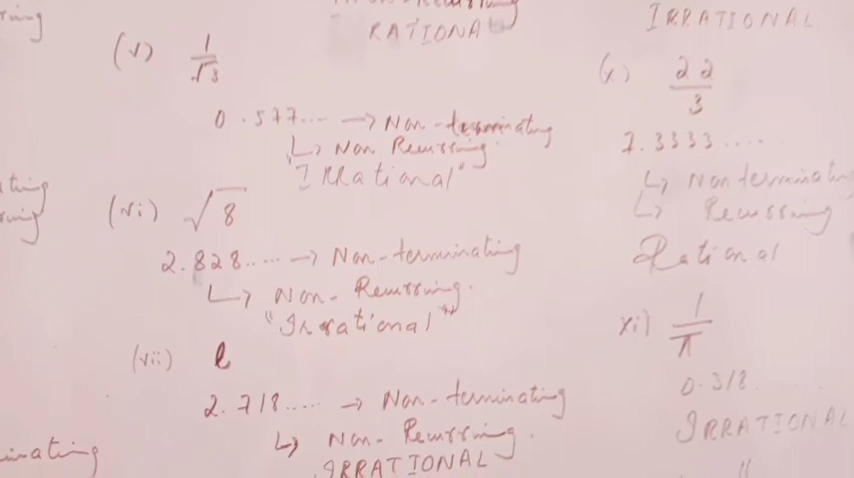 RATIONAL
(v) 1/√3
0.577... → Non-terminating
↳ Non Recurring
"IRRational"
(vi) √8
2.828..... → Non-terminating
↳ Non-Recurring.
"Irrational"
(vii) e
2.718..... → Non-terminating
↳ Non-Recurring.
IRRATIONAL
IRRATIONAL
(x) 22/3
7.3333....
↳ Non terminatin
↳ Recurring
Rational
xi) 1/π
0.318.
IRRATIONAL
"